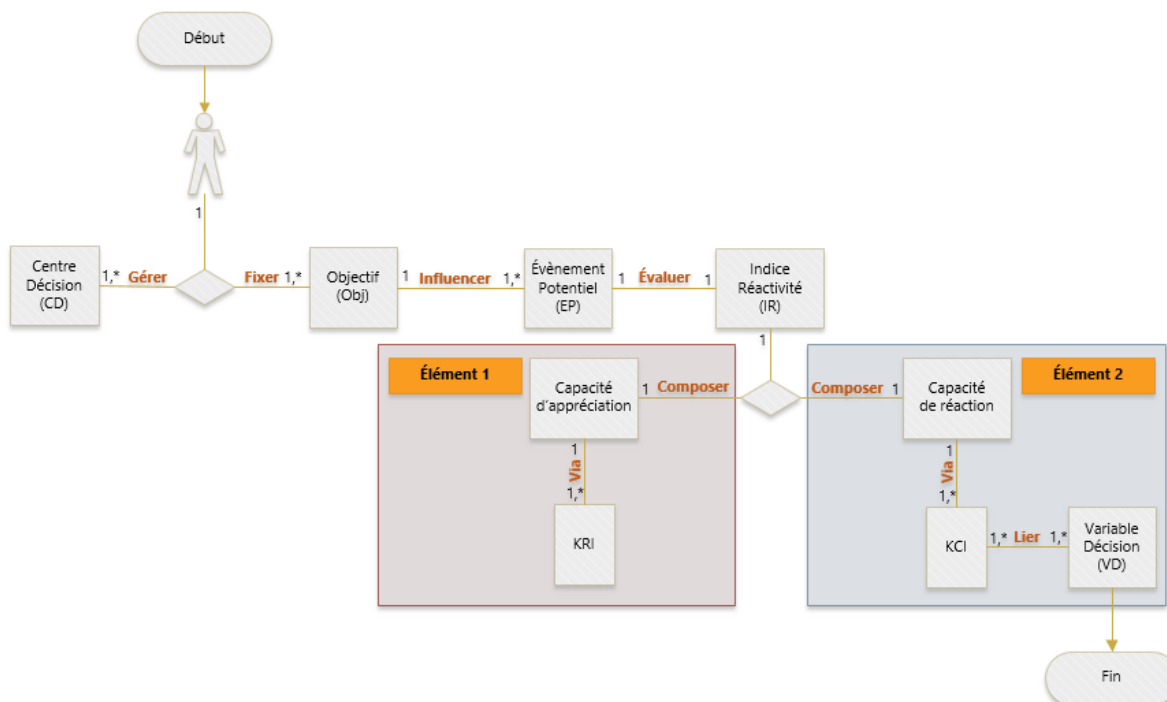 Début
1
Centre
Décision
(CD)
1,* Gérer
Fixer 1,*
Objectif
(Obj)
1 Influencer 1,*
Évènement
Potentiel
(EP)
1 Évaluer 1
Indice
Réactivité
(IR)
1
Élément 1
Capacité
d'appréciation
1 Composer
Composer 1
Capacité
de réaction
Élément 2
1
Via
1,*
KRI
1
Via
1,*
KCI
1,* Lier 1,*
Variable
Décision
(VD)
Fin